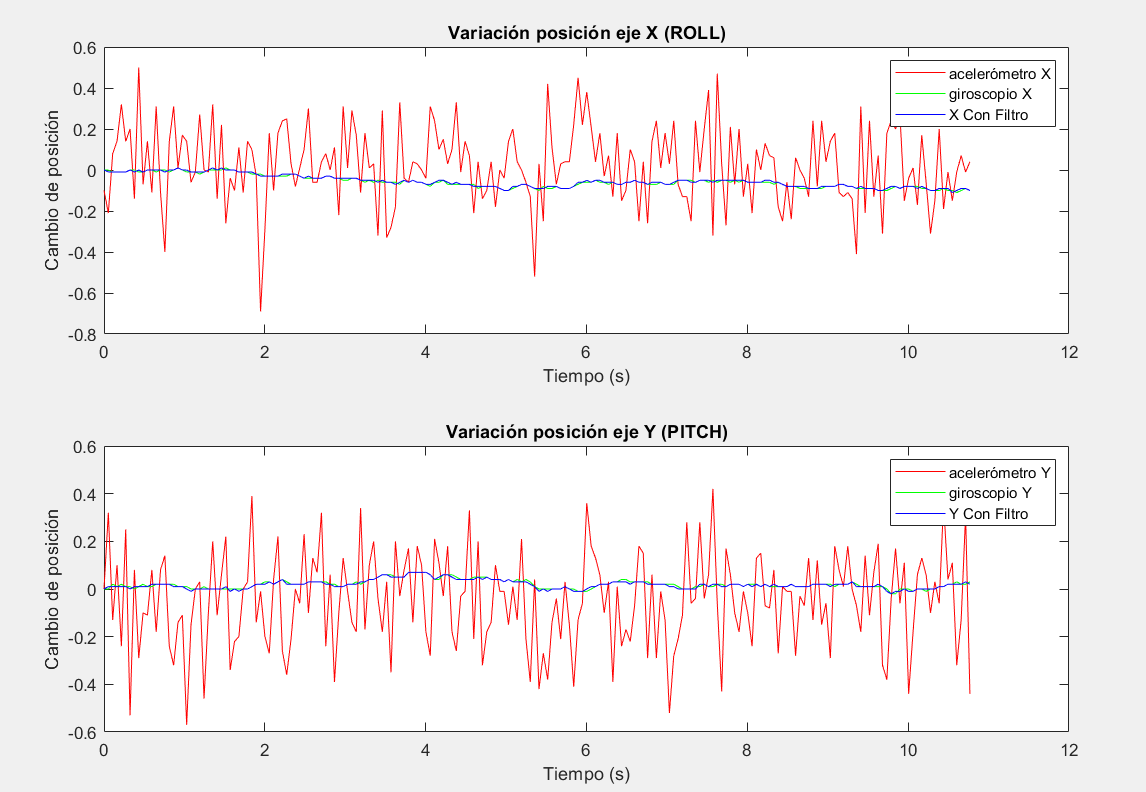 Variación posición eje X (ROLL)
0.6
0.4
0.2
0
-0.2
-0.4
-0.6
-0.8
Cambio de posición
acelerómetro X
giroscopio X
X Con Filtro
0 2 4 6 8 10 12
Tiempo (s)
Variación posición eje Y (PITCH)
0.6
0.4
0.2
0
-0.2
-0.4
-0.6
Cambio de posición
acelerómetro Y
giroscopio Y
Y Con Filtro
0 2 4 6 8 10 12
Tiempo (s)